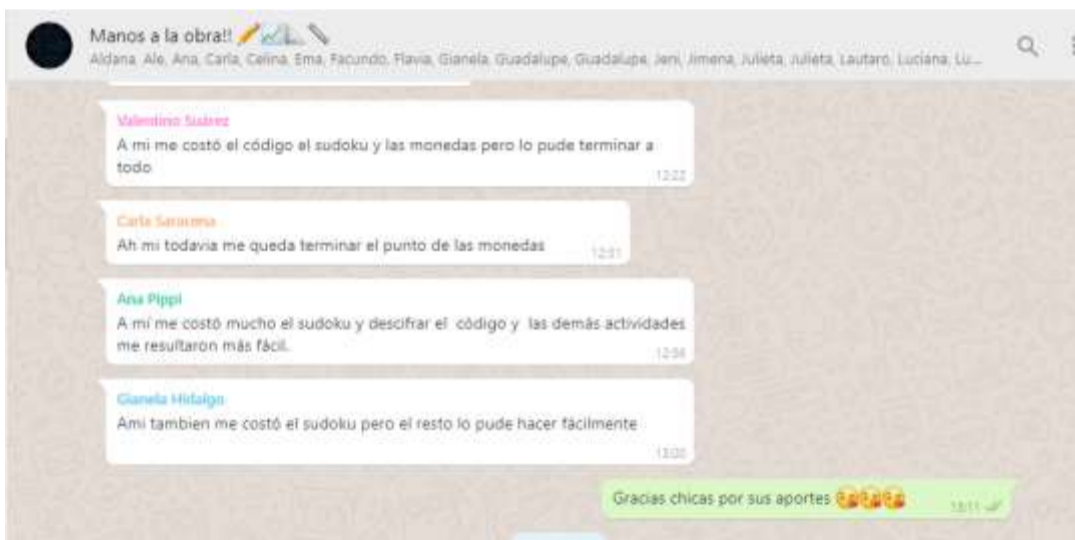 Manos a la obra!!
Aldana, Ale, Ana, Carla, Celina, Ema, Facundo, Flavia, Gianela, Guadalupe, Guadalupe, Jeni, Jimena, Julieta, Julieta, Lautaro, Luciana, Lu...
Valentino Suárez
A mi me costó el código el sudoku y las monedas pero lo pude terminar a
todo
12:22
Carla
Ah mi todavia me queda terminar el punto de las monedas
Ana Pippi
A mí me costó mucho el sudoku y descifrar el código y las demás actividades
me resultaron más fácil.
Gianela Hidalgo
Ami tambien me costó el sudoku pero el resto lo pude hacer fácilmente
Gracias chicas por sus aportes